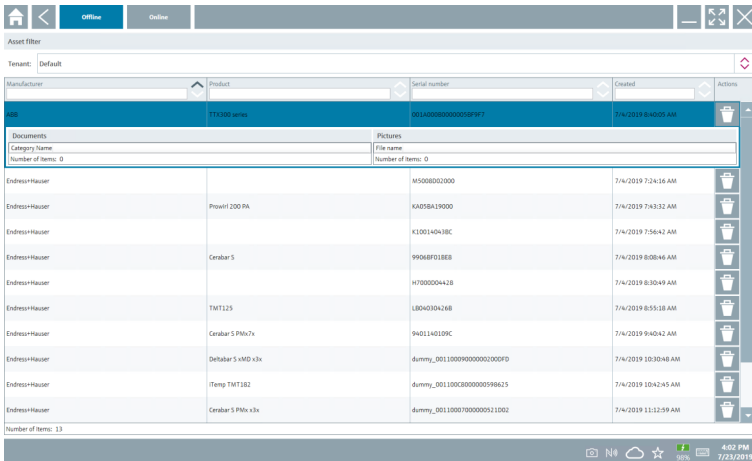 Offline Online
Asset filter
Tenant: Default
Manufacturer Product Serial number Created Actions
ABB TTX300 series 001A000B0000005BF9F7 7/4/2019 8:40:05 AM
Documents Pictures
Category Name File name
Number of Items: 0 Number of Items: 0
Endress+Hauser M5008D02000 7/4/2019 7:24:16 AM
Endress+Hauser Prowirl 200 PA KA05BA19000 7/4/2019 7:43:32 AM
Endress+Hauser K100140438C 7/4/2019 7:56:42 AM
Endress+Hauser Cerabar S 9906BF018E8 7/4/2019 8:08:46 AM
Endress+Hauser H7000D04428 7/4/2019 8:30:49 AM
Endress+Hauser TMT125 LB04030426B 7/4/2019 8:55:18 AM
Endress+Hauser Cerabar S PMx7x 9401140109C 7/4/2019 9:40:42 AM
Endress+Hauser Deltabar S xMD x3x dummy_00110009000000200DFD 7/4/2019 10:30:48 AM
Endress+Hauser iTemp TMT182 dummy_001100C8000000598625 7/4/2019 10:42:45 AM
Endress+Hauser Cerabar S PMx x3x dummy_00110007000000521D02 7/4/2019 11:12:59 AM
Number of Items: 13
98% 4:02 PM
7/23/2019